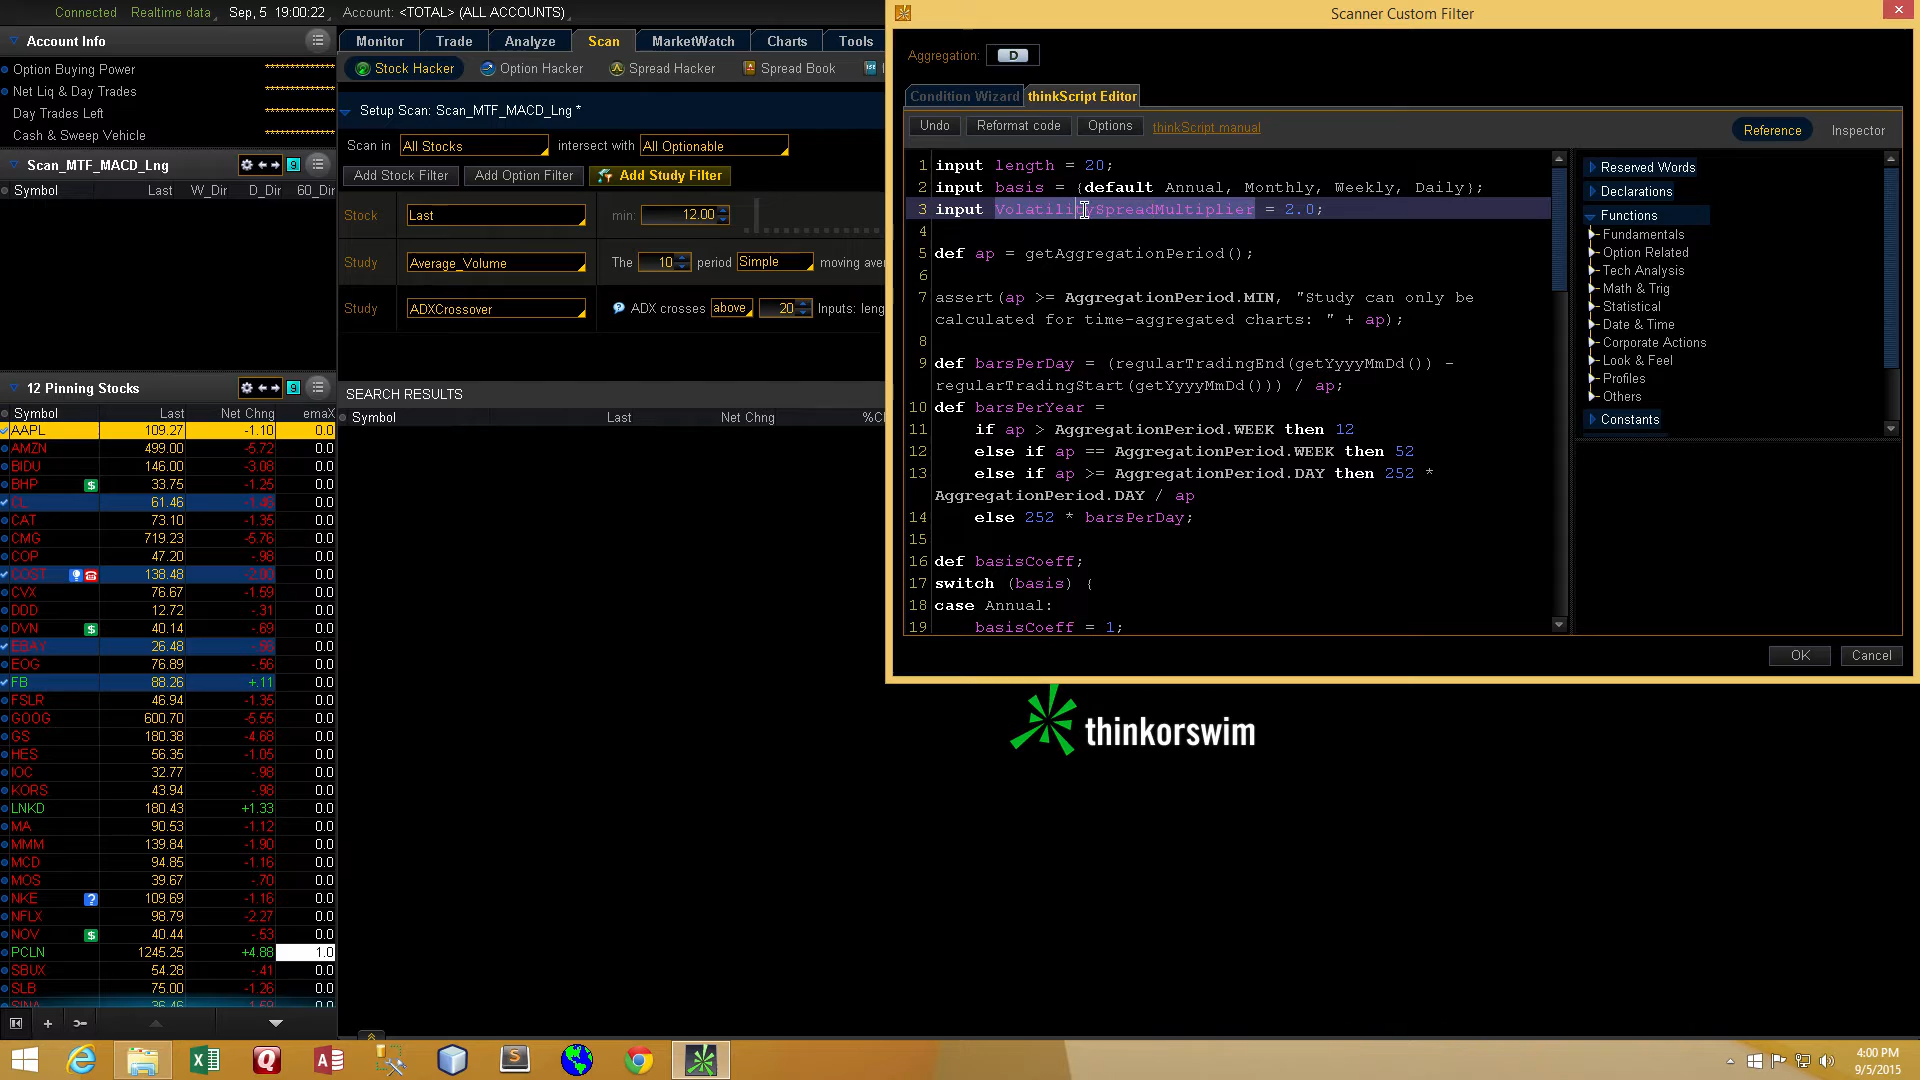 Connected Realtime data Sep, 5 19:00:22 Account: <TOTAL> (ALL ACCOUNTS)
Account Info
Option Buying Power **************
Net Liq & Day Trades **************
Day Trades Left **************
Cash & Sweep Vehicle **************
Scan_MTF_MACD_Lng 9
Symbol Last W_Dir D_Dir 60_Dir
12 Pinning Stocks 9
Symbol Last Net Chng emaX
AAPL 109.27 -1.10 0.0
AMZN 499.00 -5.72 0.0
BIDU 146.00 -3.08 0.0
BHP $ 33.75 -1.25 0.0
CL 61.46 -1.46 0.0
CAT 73.10 -1.35 0.0
CMG 719.23 -5.76 0.0
COP 47.20 -.98 0.0
COST 138.48 -2.00 0.0
CVX 76.67 -1.59 0.0
DDD 12.72 -.31 0.0
DVN $ 40.14 -.69 0.0
EBAY 26.48 -.56 0.0
EOG 76.89 -.56 0.0
FB 88.26 +.11 0.0
FSLR 46.94 -1.35 0.0
GOOG 600.70 -5.55 0.0
GS 180.38 -4.68 0.0
HES 56.35 -1.05 0.0
IOC 32.77 -.98 0.0
KORS 43.94 -.98 0.0
LNKD 180.43 +1.33 0.0
MA 90.53 -1.12 0.0
MMM 139.84 -1.90 0.0
MCD 94.85 -1.16 0.0
MOS 39.67 -.70 0.0
NKE ? 109.69 -1.16 0.0
NFLX 98.79 -2.27 0.0
NOV $ 40.44 -.53 0.0
PCLN 1245.25 +4.88 1.0
SBUX 54.28 -.41 0.0
SLB 75.00 -1.26 0.0
SINA 36.46 -1.59 0.0
Monitor Trade Analyze Scan MarketWatch Charts Tools
Stock Hacker Option Hacker Spread Hacker Spread Book
Setup Scan: Scan_MTF_MACD_Lng *
Scan in All Stocks intersect with All Optionable
Add Stock Filter Add Option Filter Add Study Filter
Stock Last min: 12.00
Study Average_Volume The 10 period Simple moving aver
Study ADXCrossover ADX crosses above 20 Inputs: leng
SEARCH RESULTS
Symbol Last Net Chng
thinkorswim
Scanner Custom Filter
Aggregation: D
Condition Wizard thinkScript Editor
Undo Reformat code Options thinkScript manual Reference Inspector
1 input length = 20;
2 input basis = {default Annual, Monthly, Weekly, Daily};
3 input VolatilitySpreadMultiplier = 2.0;
4
5 def ap = getAggregationPeriod();
6
7 assert(ap >= AggregationPeriod.MIN, "Study can only be
calculated for time-aggregated charts: " + ap);
8
9 def barsPerDay = (regularTradingEnd(getYyyyMmDd()) -
regularTradingStart(getYyyyMmDd())) / ap;
10 def barsPerYear =
11 if ap > AggregationPeriod.WEEK then 12
12 else if ap == AggregationPeriod.WEEK then 52
13 else if ap >= AggregationPeriod.DAY then 252 *
AggregationPeriod.DAY / ap
14 else 252 * barsPerDay;
15
16 def basisCoeff;
17 switch (basis) {
18 case Annual:
19 basisCoeff = 1;
Reserved Words
Declarations
Functions
Fundamentals
Option Related
Tech Analysis
Math & Trig
Statistical
Date & Time
Corporate Actions
Look & Feel
Profiles
Others
Constants
OK Cancel
4:00 PM
9/5/2015